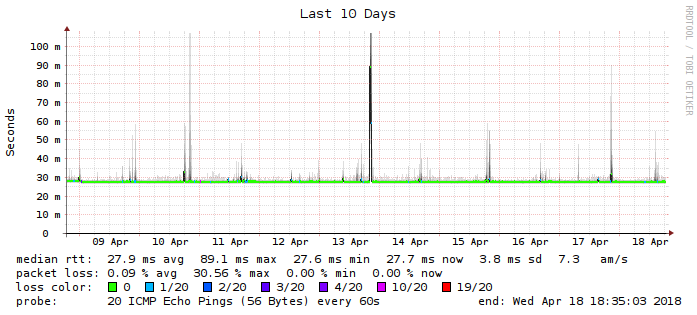 Last 10 Days
RRDTOOL / TOBI OETIKER
Seconds
100 m
90 m
80 m
70 m
60 m
50 m
40 m
30 m
20 m
10 m
0
09 Apr 10 Apr 11 Apr 12 Apr 13 Apr 14 Apr 15 Apr 16 Apr 17 Apr 18 Apr
median rtt: 27.9 ms avg 89.1 ms max 27.6 ms min 27.7 ms now 3.8 ms sd 7.3 am/s
packet loss: 0.09 % avg 30.56 % max 0.00 % min 0.00 % now
loss color: 0 1/20 2/20 3/20 4/20 10/20 19/20
probe: 20 ICMP Echo Pings (56 Bytes) every 60s end: Wed Apr 18 18:35:03 2018